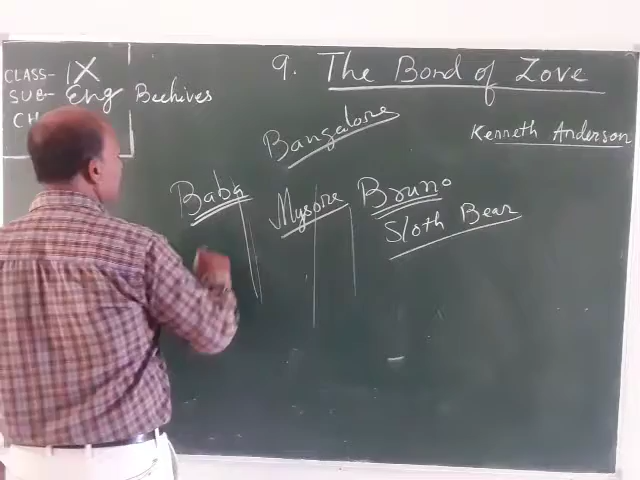 CLASS- IX
SUB- Eng Beehives
CH
9. The Bond of Love
Kenneth Anderson
Bangalore
Baba
Mysore
Bruno
Sloth Bear